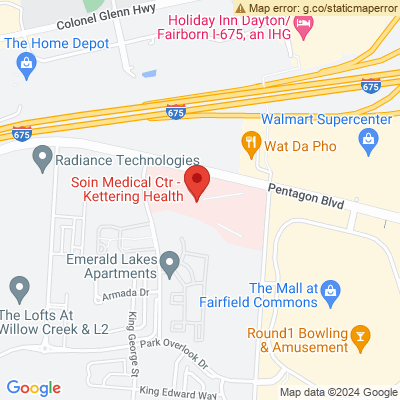 Map error: g.co/staticmaperror
Colonel Glenn Hwy
Holiday Inn Dayton/
Fairborn I-675, an IHG
The Home Depot
675
675
675
Walmart Supercenter
Wat Da Pho
Radiance Technologies
Soin Medical Ctr -
Kettering Health
Pentagon Blvd
Emerald Lakes
Apartments
Armada Dr
The Mall at
Fairfield Commons
The Lofts At
Willow Creek & L2
King George St
Park Overlook Dr
Round1 Bowling
& Amusement
King Edward Way
Google
Map data ©2024 Google